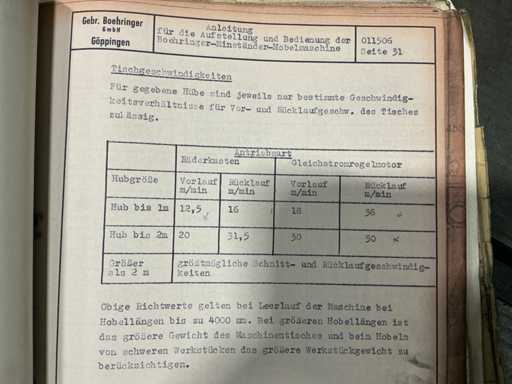 Gebr. Boehringer
GmbH
Göppingen
Anleitung
für die Aufstellung und Bedienung der
Boehringer-Einständer-Hobelmaschine
011506
Seite 31
Tischgeschwindigkeiten
Für gegebene Hübe sind jeweils nur bestimmte Geschwindig-
keitsverhältnisse für Vor- und Rücklaufgeschw. des Tisches
zulässig.
Antriebsart
Räderkasten Gleichstromregelmotor
Hubgröße Vorlauf m/min Rücklauf m/min Vorlauf m/min Rücklauf m/min
Hub bis 1m 12,5 16 18 36
Hub bis 2m 20 31,5 30 50
Größer als 2 m größtmögliche Schnitt- und Rücklaufgeschwindig-
keiten
Obige Richtwerte gelten bei Leerlauf der Maschine bei
Hobellängen bis zu 4000 mm. Bei größeren Hobellängen ist
das größere Gewicht des Maschinentisches und beim Hobeln
von schweren Werkstücken das größere Werkstückgewicht zu
berücksichtigen.